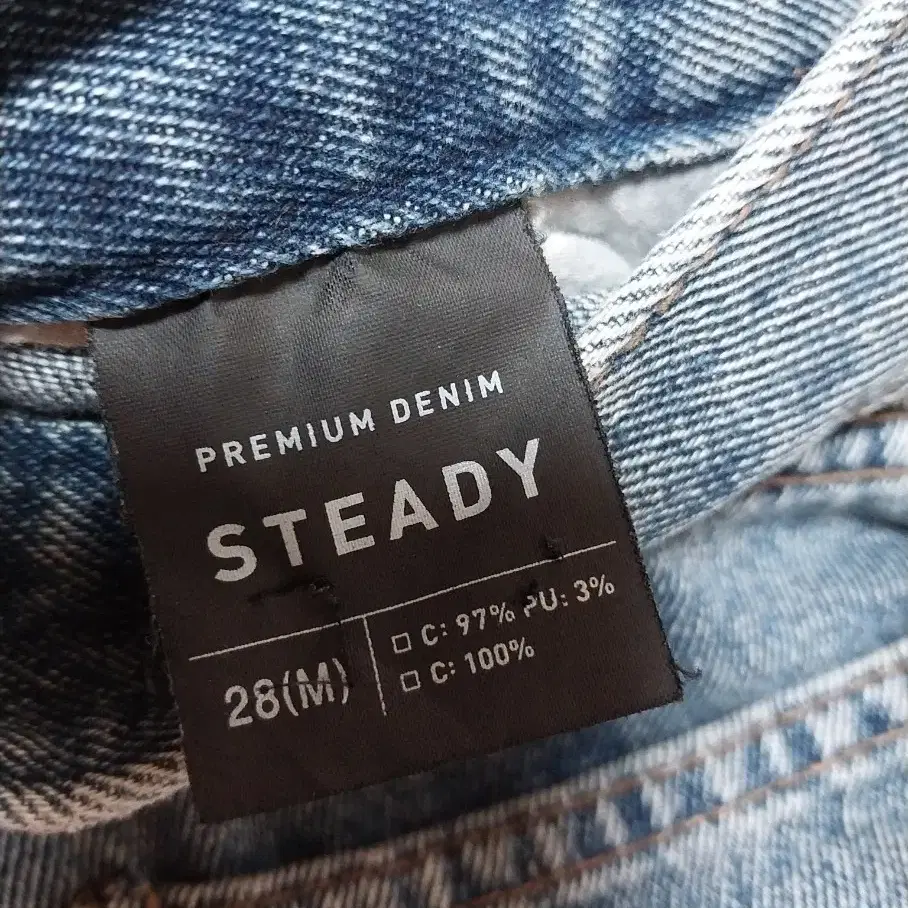 PREMIUM DENIM
STEADY
28(M)
□ C: 97% PU: 3%
□ C: 100%